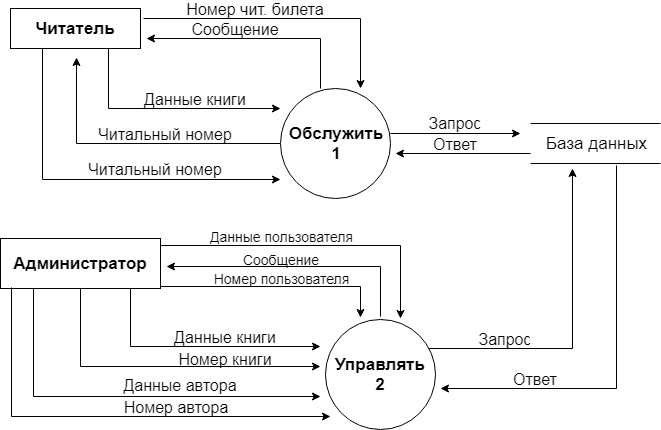 Номер чит. билета
Читатель
Сообщение
Данные книги
Читальный номер
Обслужить
1
Запрос
Ответ
База данных
Читальный номер
Данные пользователя
Администратор
Сообщение
Номер пользователя
Данные книги
Номер книги
Управлять
2
Запрос
Ответ
Данные автора
Номер автора